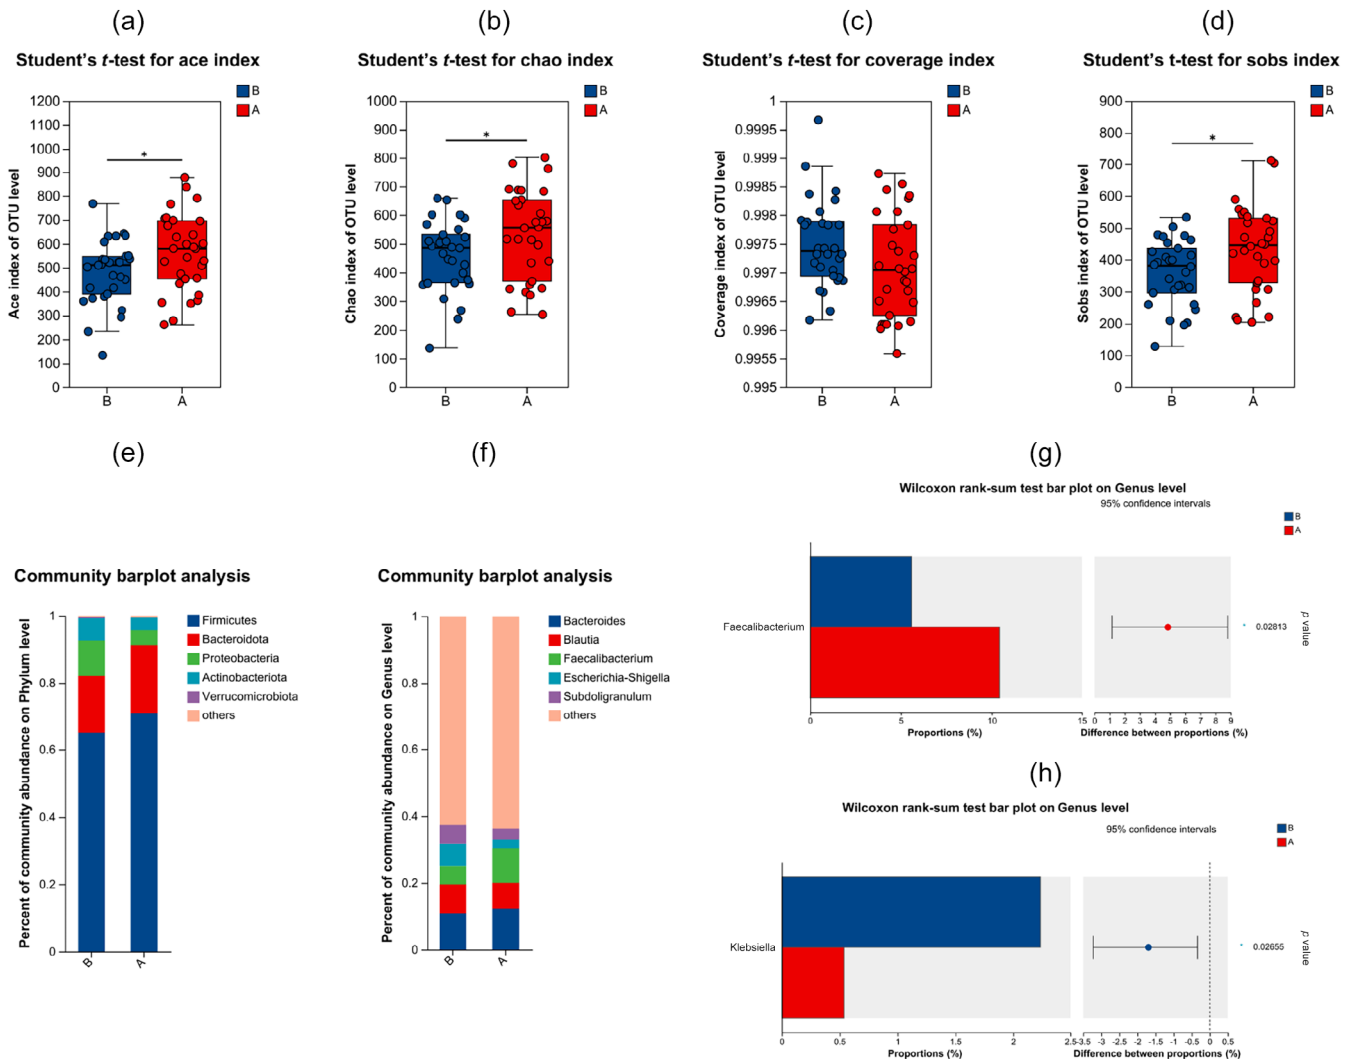 (a)
Student's t-test for ace index
B
A
Ace index of OTU level
1200
1100
1000
900
800
700
600
500
400
300
200
100
0
*
B
A
(b)
Student's t-test for chao index
B
A
Chao index of OTU level
1000
900
800
700
600
500
400
300
200
100
0
*
B
A
(c)
Student's t-test for coverage index
B
A
Coverage index of OTU level
1
0.9995
0.999
0.9985
0.998
0.9975
0.997
0.9965
0.996
0.9955
0.995
B
A
(d)
Student's t-test for sobs index
B
A
Sobs index of OTU level
900
800
700
600
500
400
300
200
100
0
*
B
A
(e)
Community barplot analysis
Percent of community abundance on Phylum level
1
0.8
0.6
0.4
0.2
0
B
A
Firmicutes
Bacteroidota
Proteobacteria
Actinobacteriota
Verrucomicrobiota
others
(f)
Community barplot analysis
Percent of community abundance on Genus level
1
0.8
0.6
0.4
0.2
0
B
A
Bacteroides
Blautia
Faecalibacterium
Escherichia-Shigella
Subdoligranulum
others
(g)
Wilcoxon rank-sum test bar plot on Genus level
95% confidence intervals
B
A
Faecalibacterium
* 0.02813
p value
0 5 10 15
0 1 2 3 4 5 6 7 8 9
Proportions (%)
Difference between proportions (%)
(h)
Wilcoxon rank-sum test bar plot on Genus level
95% confidence intervals
B
A
Klebsiella
* 0.02655
p value
0 0.5 1 1.5 2 2.5
-3.5 -3 -2.5 -2 -1.5 -1 -0.5 0 0.5
Proportions (%)
Difference between proportions (%)